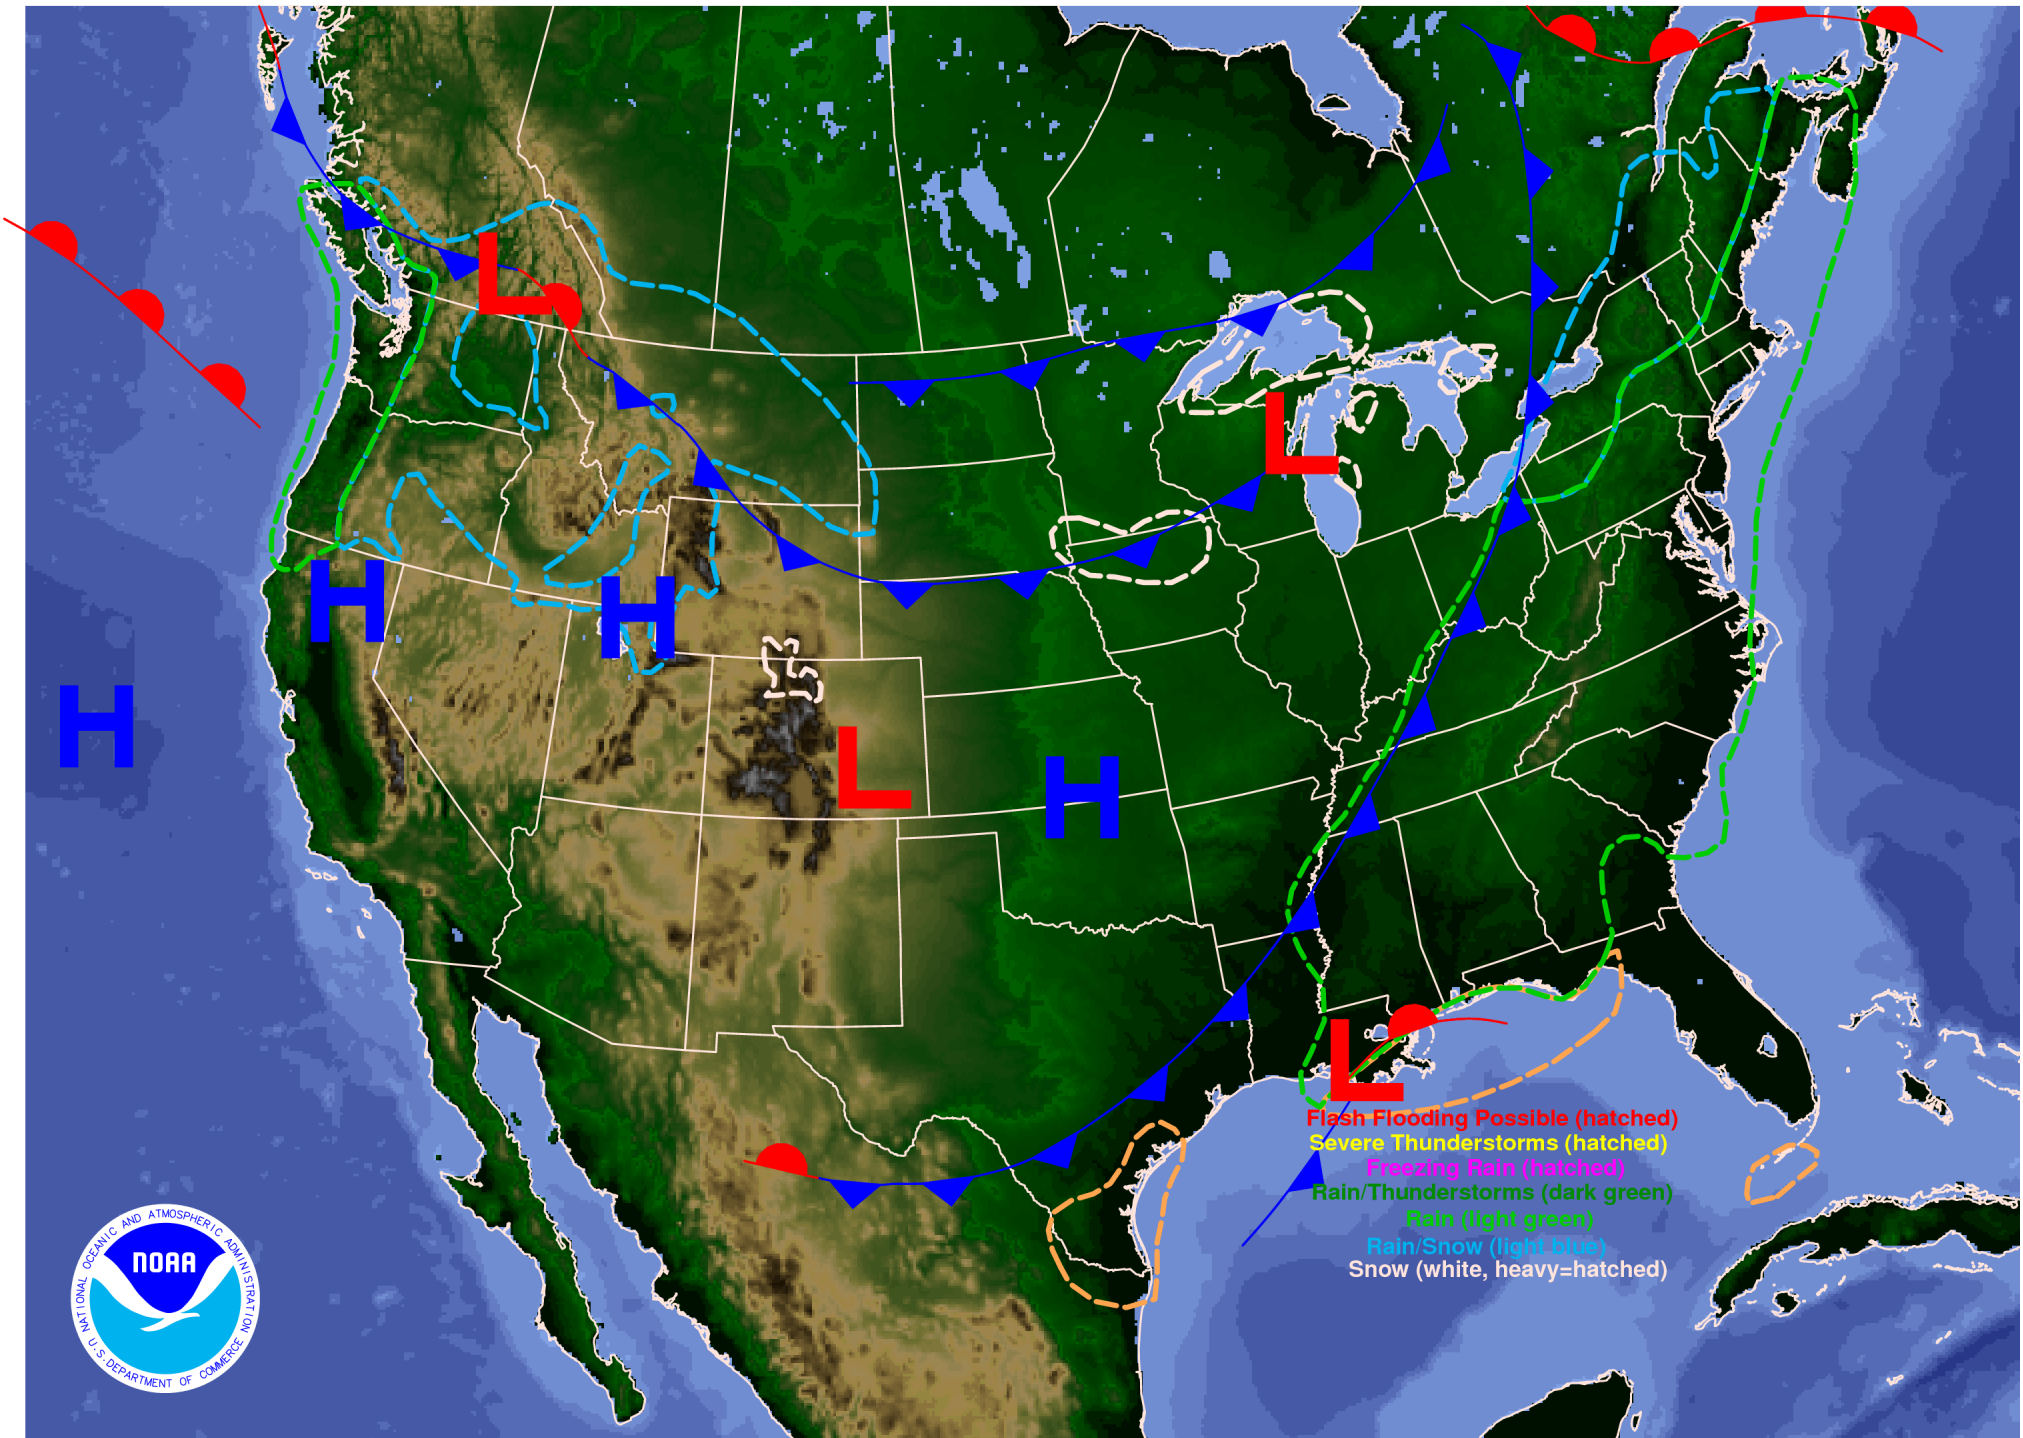 L
L
H
H
H
L
H
L
Flash Flooding Possible (hatched)
Severe Thunderstorms (hatched)
Freezing Rain (hatched)
Rain/Thunderstorms (dark green)
Rain (light green)
Rain/Snow (light blue)
Snow (white, heavy=hatched)
NATIONAL OCEANIC AND ATMOSPHERIC ADMINISTRATION
NOAA
U.S. DEPARTMENT OF COMMERCE